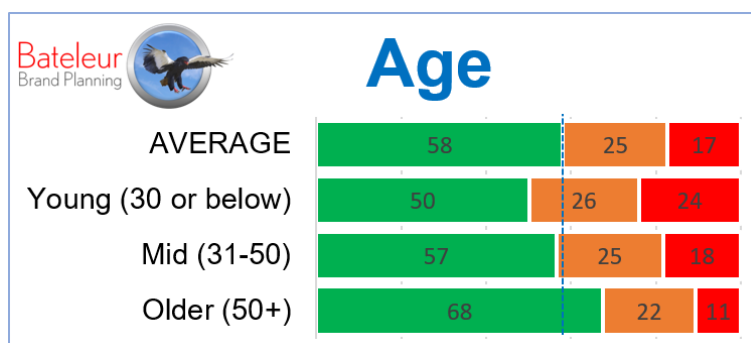 Bateleur
Brand Planning
Age
AVERAGE 58 25 17
Young (30 or below) 50 26 24
Mid (31-50) 57 25 18
Older (50+) 68 22 11